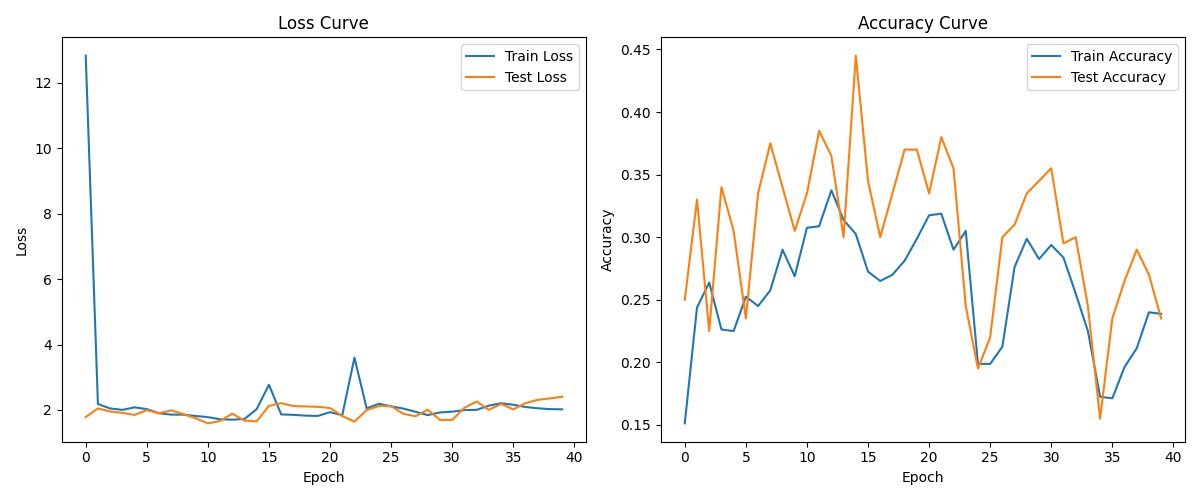 Loss Curve
Train Loss
Test Loss
12
10
8
6
4
2
Loss
0 5 10 15 20 25 30 35 40
Epoch
Accuracy Curve
Train Accuracy
Test Accuracy
0.45
0.40
0.35
0.30
0.25
0.20
0.15
Accuracy
0 5 10 15 20 25 30 35 40
Epoch